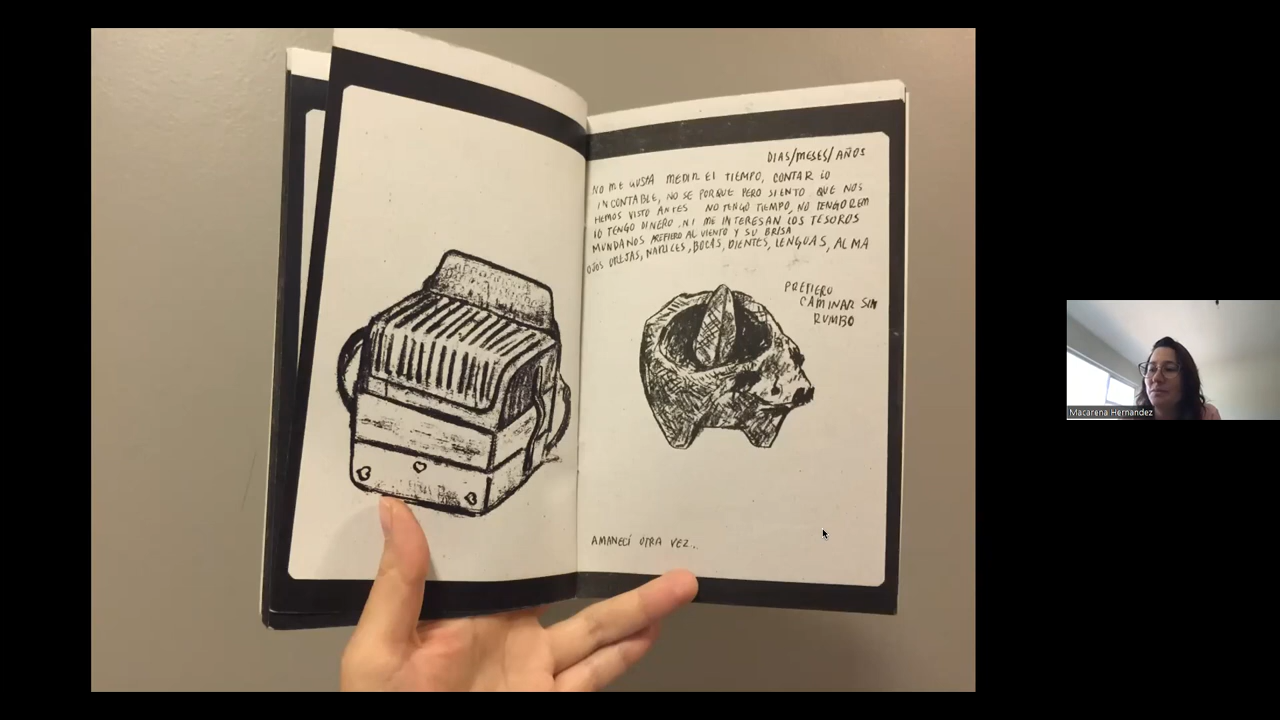 DIAS/MESES/AÑOS
NO ME GUSTA MEDIR El TIEMPO, CONTAR lO
INCONTABLE, NO SE PORQUE PERO SIENTO QUE NOS
HEMOS VISTO ANTES NO TENGO TIEMPO, NO TENGO REM
lO TENGO DINERO. NI ME INTERESAN LOS TESOROS
MUNDANOS PREFIERO AL VIENTO Y SU BRISA
OJOS OREJAS, NARICES, BOCAS, DIENTES, LENGUAS, ALMA
PREFIERO
CAMINAR SIN
RUMBO
AMANECÍ OTRA VEZ..
Macarena Hernandez